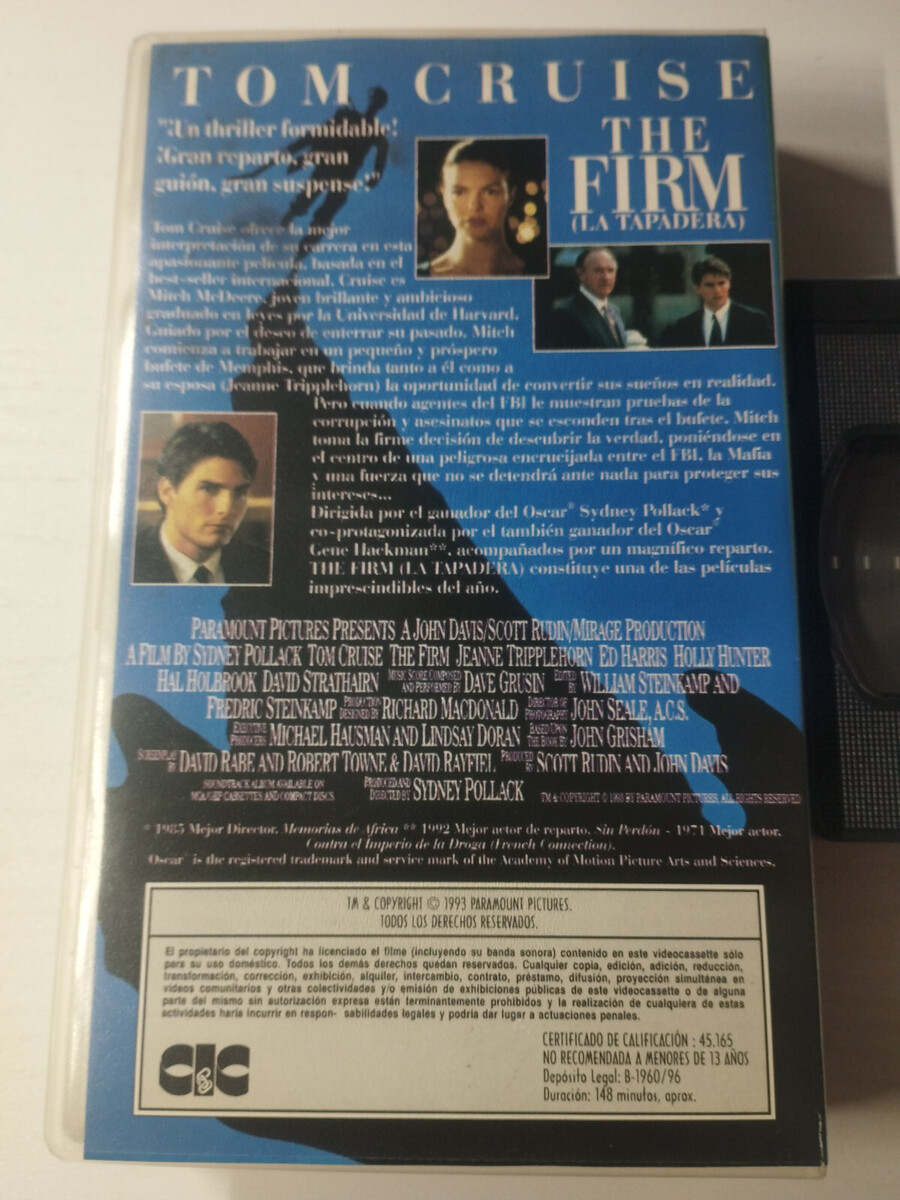 TOM CRUISE
"¡Un thriller formidable!
¡Gran reparto, gran
guión, gran suspense!"
THE
FIRM
(LA TAPADERA)
Tom Cruise ofrece la mejor
interpretación de su carrera en esta
apasionante película, basada en el
best-seller internacional. Cruise es
Mitch McDeere, joven brillante y ambicioso
graduado en leyes por la Universidad de Harvard.
Guiado por el deseo de enterrar su pasado, Mitch
comienza a trabajar en un pequeño y próspero
bufete de Memphis, que brinda tanto a él como a
su esposa (Jeanne Tripplehorn) la oportunidad de convertir sus sueños en realidad.
Pero cuando agentes del FBI le muestran pruebas de la
corrupción y asesinatos que se esconden tras el bufete, Mitch
toma la firme decisión de descubrir la verdad, poniéndose en
el centro de una peligrosa encrucijada entre el FBI, la Mafia
y una fuerza que no se detendrá ante nada para proteger sus
intereses...
Dirigida por el ganador del Oscar® Sydney Pollack* y
co-protagonizada por el también ganador del Oscar®
Gene Hackman**, acompañados por un magnífico reparto.
THE FIRM (LA TAPADERA) constituye una de las películas
imprescindibles del año.
PARAMOUNT PICTURES PRESENTS A JOHN DAVIS/SCOTT RUDIN/MIRAGE PRODUCTION
A FILM BY SYDNEY POLLACK TOM CRUISE THE FIRM JEANNE TRIPPLEHORN ED HARRIS HOLLY HUNTER
HAL HOLBROOK DAVID STRATHAIRN MUSIC SCORE COMPOSED AND PERFORMED BY DAVE GRUSIN EDITED BY WILLIAM STEINKAMP AND
FREDRIC STEINKAMP PRODUCTION DESIGNED BY RICHARD MACDONALD DIRECTOR OF PHOTOGRAPHY JOHN SEALE, A.C.S.
EXECUTIVE PRODUCERS MICHAEL HAUSMAN AND LINDSAY DORAN BASED UPON THE BOOK BY JOHN GRISHAM
SCREENPLAY BY DAVID RABE AND ROBERT TOWNE & DAVID RAYFIEL PRODUCED BY SCOTT RUDIN AND JOHN DAVIS
SOUNDTRACK ALBUM AVAILABLE ON MCA/GRP CASSETTES AND COMPACT DISCS PRODUCED AND DIRECTED BY SYDNEY POLLACK TM & COPYRIGHT © 1993 BY PARAMOUNT PICTURES. ALL RIGHTS RESERVED
* 1985 Mejor Director, Memorias de Africa ** 1992 Mejor actor de reparto, Sin Perdón - 1971 Mejor actor,
Contra el Imperio de la Droga (French Connection).
Oscar® is the registered trademark and service mark of the Academy of Motion Picture Arts and Sciences.
TM & COPYRIGHT © 1993 PARAMOUNT PICTURES.
TODOS LOS DERECHOS RESERVADOS.
El propietario del copyright ha licenciado el filme (incluyendo su banda sonora) contenido en este videocassette sólo
para su uso doméstico. Todos los demás derechos quedan reservados. Cualquier copia, edición, adición, reducción,
transformación, corrección, exhibición, alquiler, intercambio, contrato, préstamo, difusión, proyección simultánea en
vídeos comunitarios y otras colectividades y/o emisión de exhibiciones públicas de este videocassette o de alguna
parte del mismo sin autorización expresa están terminantemente prohibidos y la realización de cualquiera de estas
actividades haría incurrir en respon- sabilidades legales y podría dar lugar a actuaciones penales.
CIC
CERTIFICADO DE CALIFICACIÓN : 45.165
NO RECOMENDADA A MENORES DE 13 AÑOS
Depósito Legal: B-1960/96
Duración: 148 minutos, aprox.